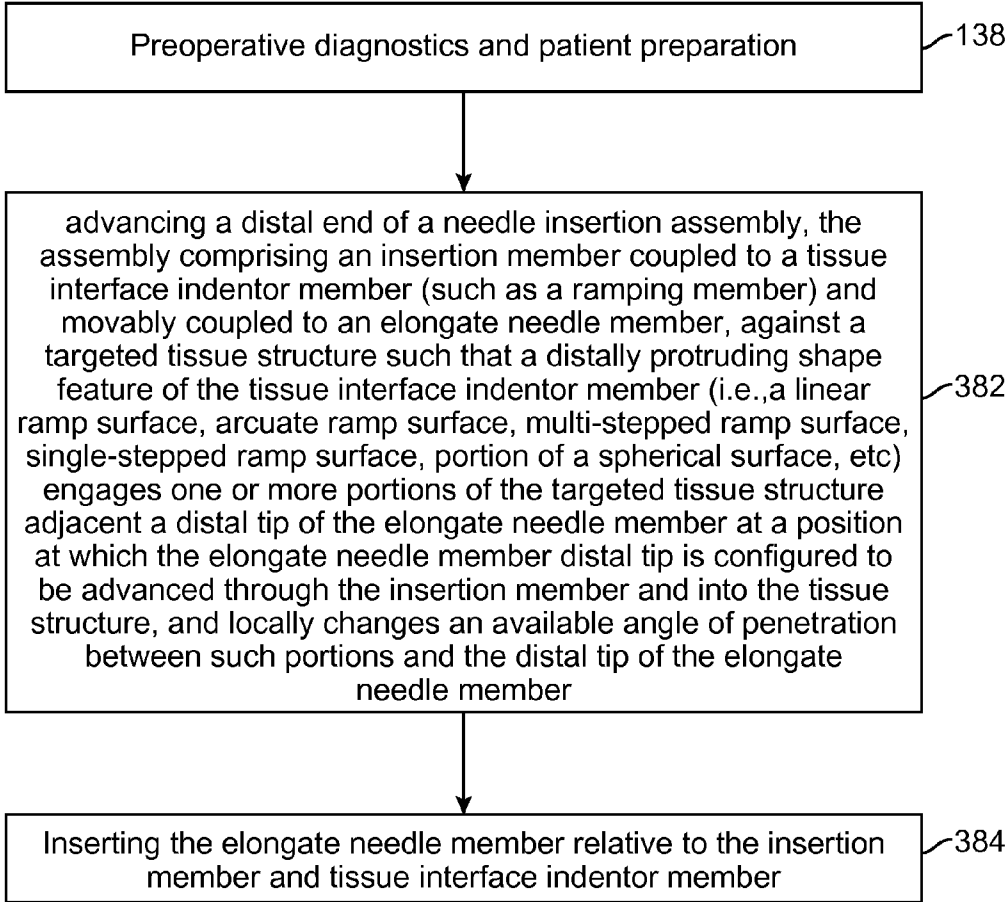 Preoperative diagnostics and patient preparation
138
advancing a distal end of a needle insertion assembly, the
assembly comprising an insertion member coupled to a tissue
interface indentor member (such as a ramping member) and
movably coupled to an elongate needle member, against a
targeted tissue structure such that a distally protruding shape
feature of the tissue interface indentor member (i.e.,a linear
ramp surface, arcuate ramp surface, multi-stepped ramp surface,
single-stepped ramp surface, portion of a spherical surface, etc)
engages one or more portions of the targeted tissue structure
adjacent a distal tip of the elongate needle member at a position
at which the elongate needle member distal tip is configured to
be advanced through the insertion member and into the tissue
structure, and locally changes an available angle of penetration
between such portions and the distal tip of the elongate
needle member
382
Inserting the elongate needle member relative to the insertion
member and tissue interface indentor member
384